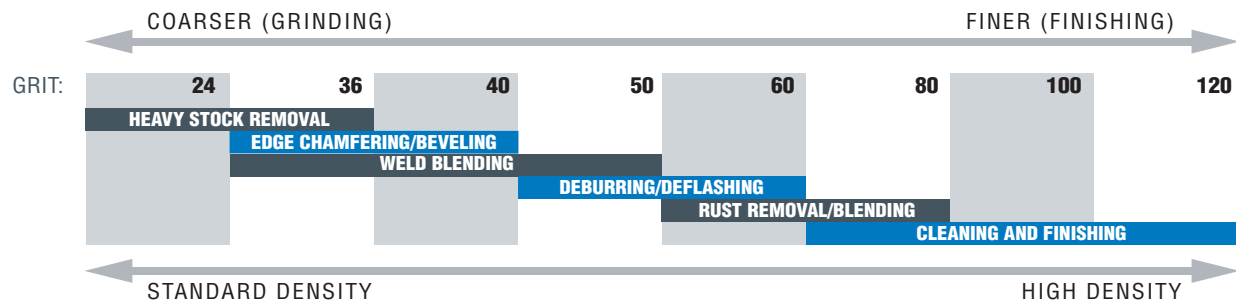 COARSER (GRINDING) FINER (FINISHING)
GRIT: 24 36 40 50 60 80 100 120
HEAVY STOCK REMOVAL
EDGE CHAMFERING/BEVELING
WELD BLENDING
DEBURRING/DEFLASHING
RUST REMOVAL/BLENDING
CLEANING AND FINISHING
STANDARD DENSITY HIGH DENSITY